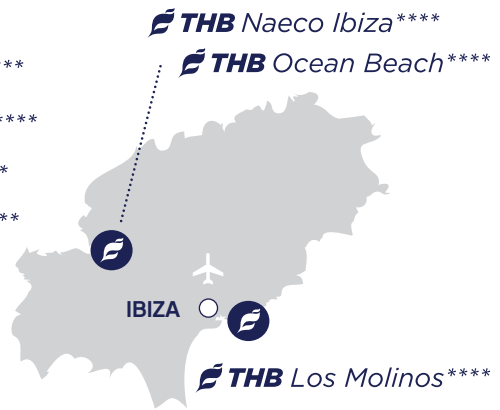 THB Naeco Ibiza****
THB Ocean Beach****
**
****
*
**
IBIZA
THB Los Molinos****